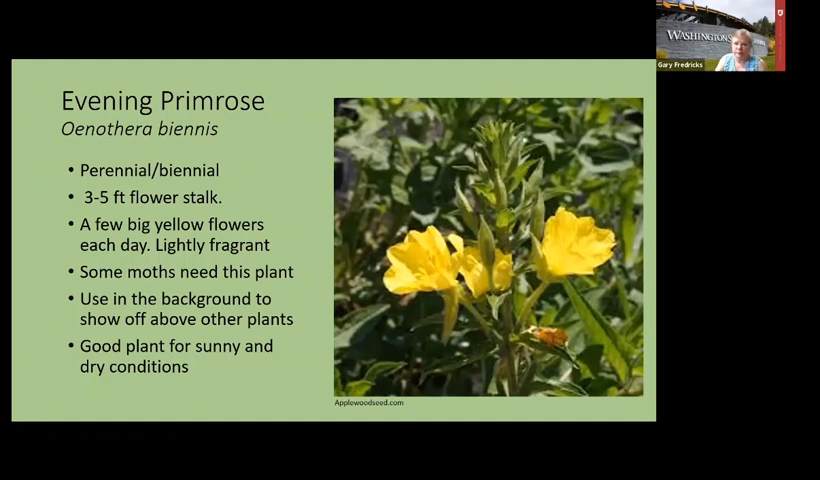 WASHINGTON
Gary Fredricks
Evening Primrose
Oenothera biennis
• Perennial/biennial
• 3-5 ft flower stalk.
• A few big yellow flowers
each day. Lightly fragrant
• Some moths need this plant
• Use in the background to
show off above other plants
• Good plant for sunny and
dry conditions
Applewoodseed.com